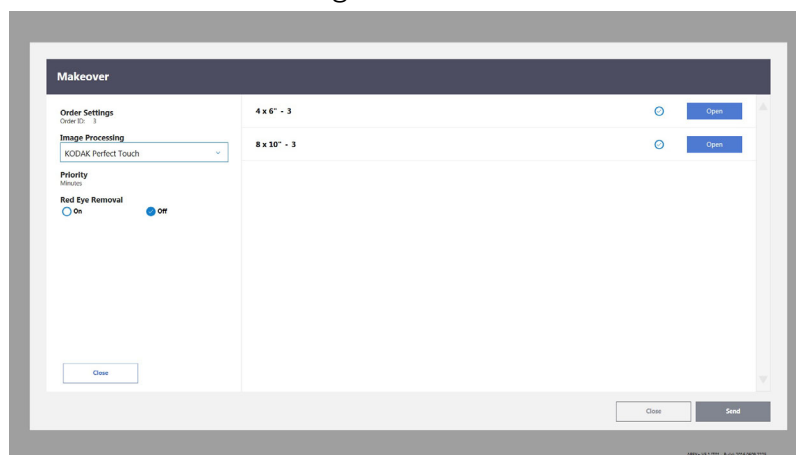 Makeover
Order Settings
Order ID: 3
Image Processing
KODAK Perfect Touch
Priority
Minutes
Red Eye Removal
On
Off
4 x 6" - 3
Open
8 x 10" - 3
Open
Close
Close
Send